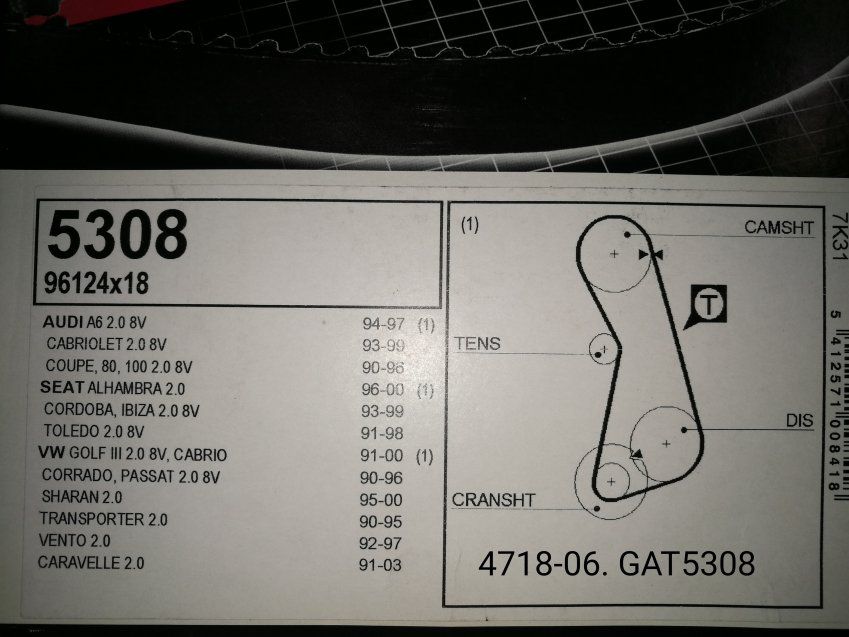 5308
96124x18
AUDI A6 2.0 8V 94-97 (1)
CABRIOLET 2.0 8V 93-99
COUPE, 80, 100 2.0 8V 90-96
SEAT ALHAMBRA 2.0 96-00 (1)
CORDOBA, IBIZA 2.0 8V 93-99
TOLEDO 2.0 8V 91-98
VW GOLF III 2.0 8V, CABRIO 91-00 (1)
CORRADO, PASSAT 2.0 8V 90-96
SHARAN 2.0 95-00
TRANSPORTER 2.0 90-95
VENTO 2.0 92-97
CARAVELLE 2.0 91-03
(1)
CAMSHT
T
TENS
DIS
CRANSHT
4718-06. GAT5308
7K31
5 412571 008418